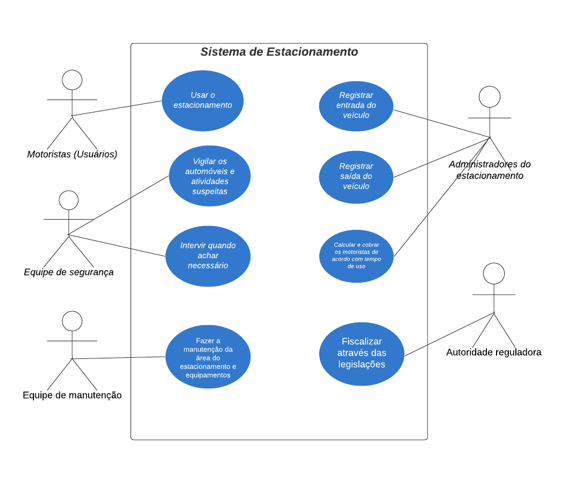 Sistema de Estacionamento
Usar o
estacionamento
Registrar
entrada do
veículo
Motoristas (Usuários)
Vigilar os
automóveis e
atividades
suspeitas
Registrar
saída do
veículo
Administradores do
estacionamento
Equipe de segurança
Intervir quando
achar
necessário
Calcular e cobrar
os motoristas de
acordo com tempo
de uso
Fazer a
manutenção da
área do
estacionamento e
equipamentos
Fiscalizar
através das
legislações
Autoridade reguladora
Equipe de manutenção